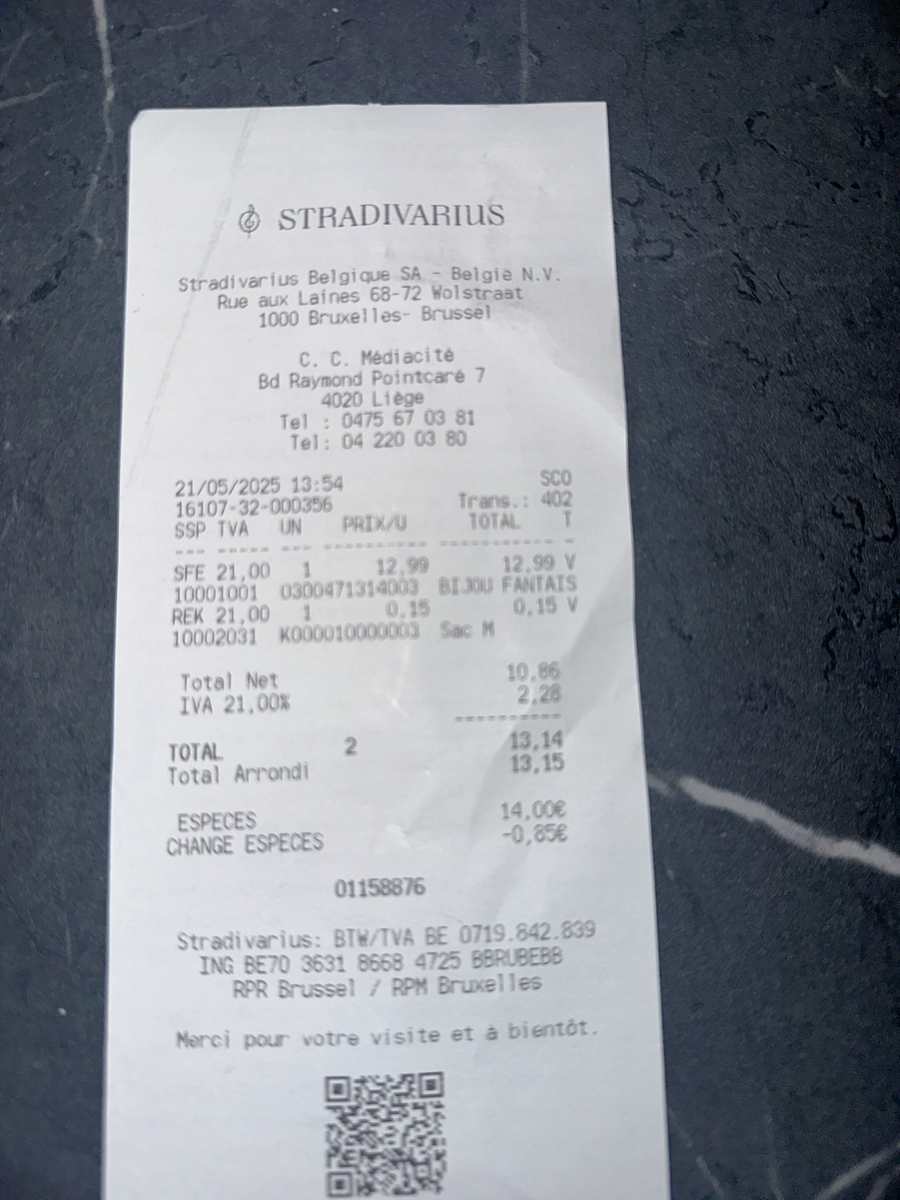 STRADIVARIUS
Stradivarius Belgique SA - Belgie N.V.
Rue aux Laines 68-72 Wolstraat
1000 Bruxelles- Brussel
C. C. Médiacité
Bd Raymond Pointcaré 7
4020 Liège
Tel : 0475 67 03 81
Tel: 04 220 03 80
21/05/2025 13:54 SCO
16107-32-000356 Trans.: 402
SSP TVA UN PRIX/U TOTAL T
--- ----- --- ---------- ----------- -
SFE 21,00 1 12,99 12,99 V
10001001 0300471314003 BIJOU FANTAIS
REK 21,00 1 0,15 0,15 V
10002031 K000010000003 Sac M
Total Net 10,86
IVA 21,00% 2,28
----------
TOTAL 2 13,14
Total Arrondi 13,15
ESPECES 14,00€
CHANGE ESPECES -0,85€
01158876
Stradivarius: BTW/TVA BE 0719.842.839
ING BE70 3631 8668 4725 BBRUBEBB
RPR Brussel / RPM Bruxelles
Merci pour votre visite et à bientôt.